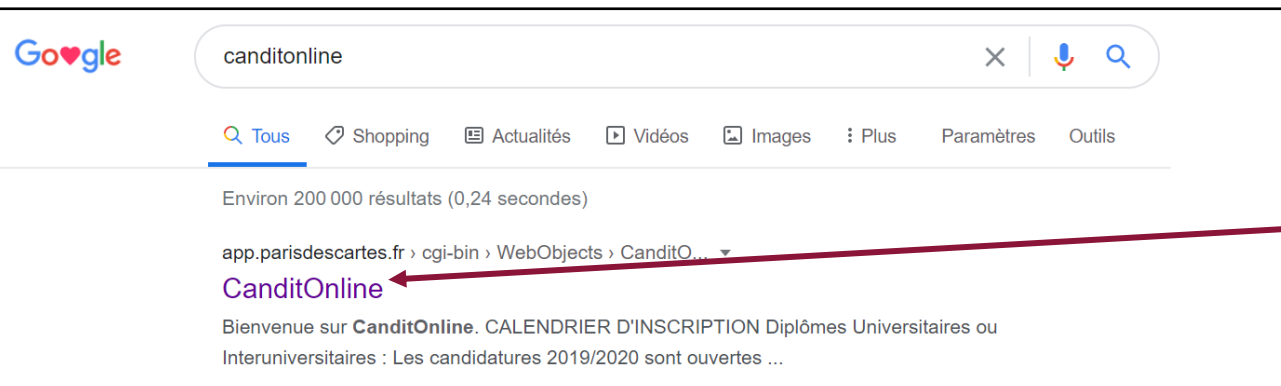 Go♥gle
canditonline
Tous Shopping Actualités Vidéos Images Plus Paramètres Outils
Environ 200 000 résultats (0,24 secondes)
app.parisdescartes.fr › cgi-bin › WebObjects › CanditO...
CanditOnline
Bienvenue sur CanditOnline. CALENDRIER D'INSCRIPTION Diplômes Universitaires ou
Interuniversitaires : Les candidatures 2019/2020 sont ouvertes ...